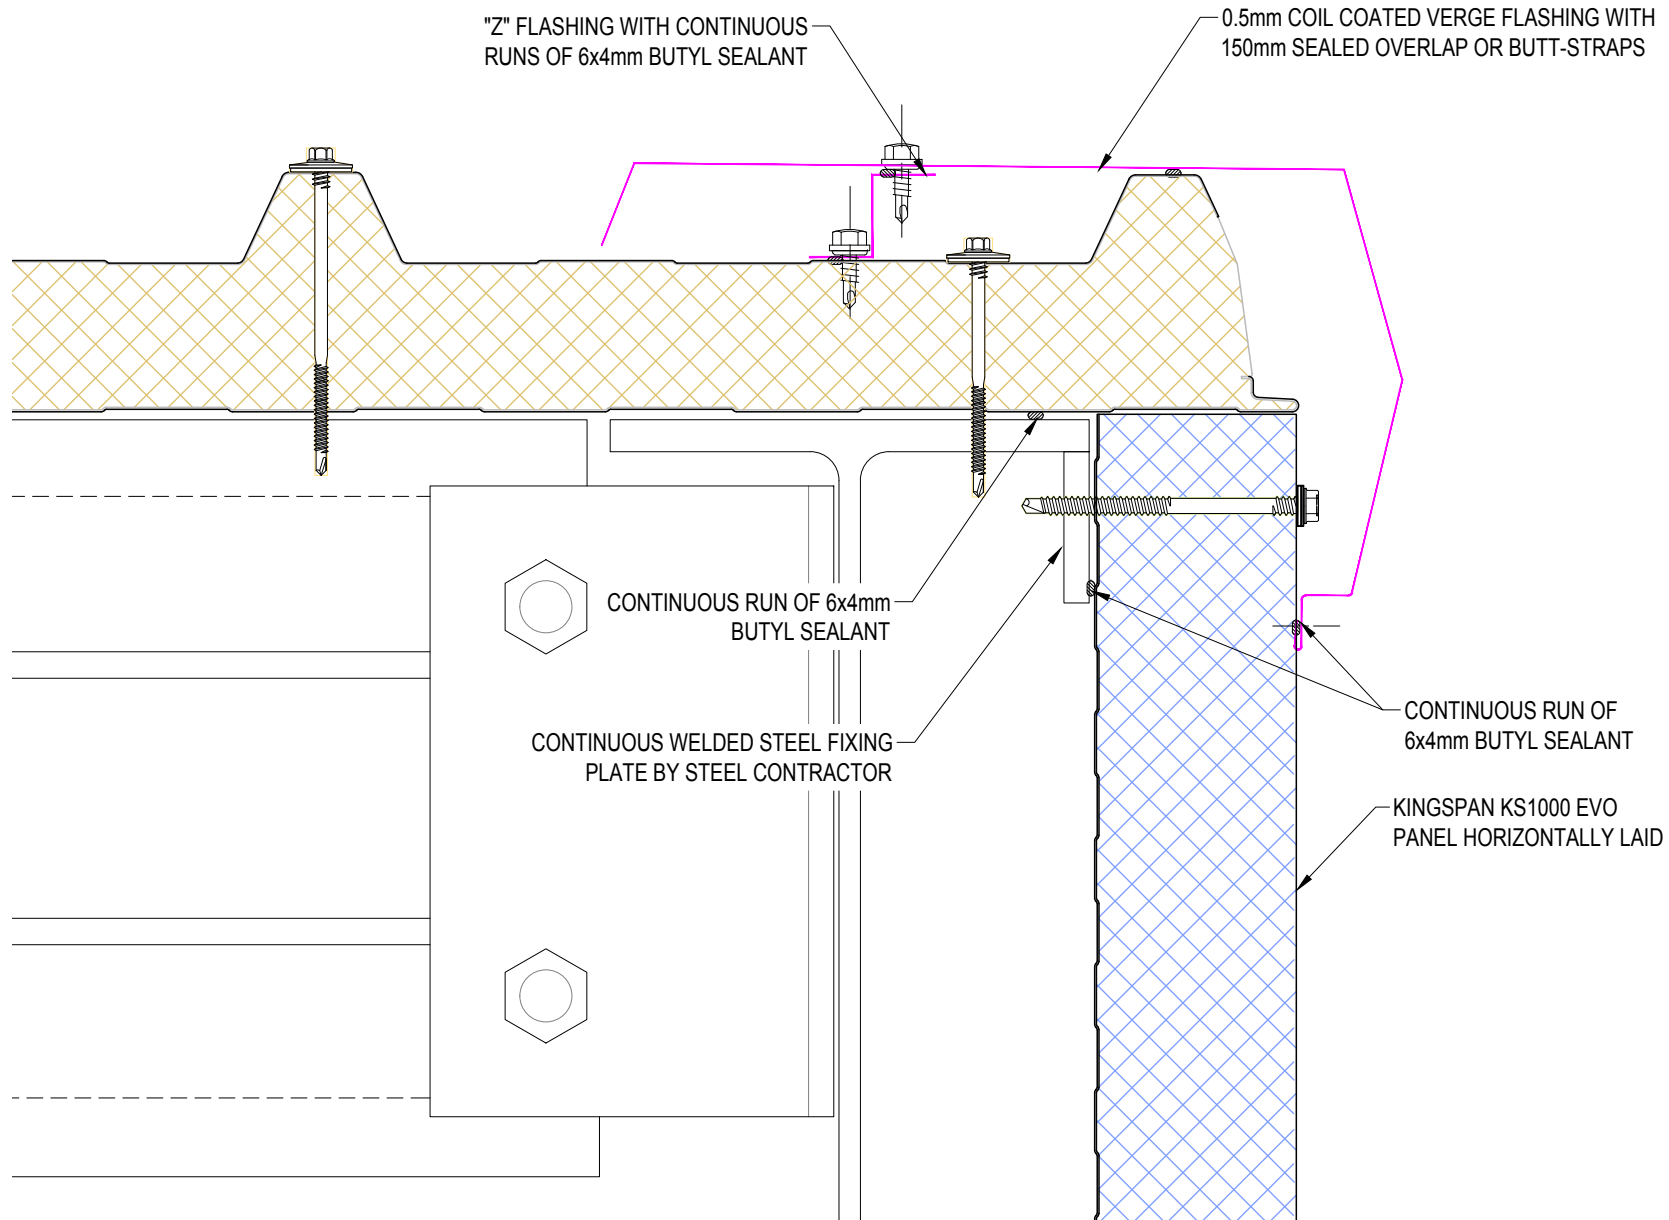 "Z" FLASHING WITH CONTINUOUS
RUNS OF 6x4mm BUTYL SEALANT
0.5mm COIL COATED VERGE FLASHING WITH
150mm SEALED OVERLAP OR BUTT-STRAPS
CONTINUOUS RUN OF 6x4mm
BUTYL SEALANT
CONTINUOUS WELDED STEEL FIXING
PLATE BY STEEL CONTRACTOR
CONTINUOUS RUN OF
6x4mm BUTYL SEALANT
KINGSPAN KS1000 EVO
PANEL HORIZONTALLY LAID